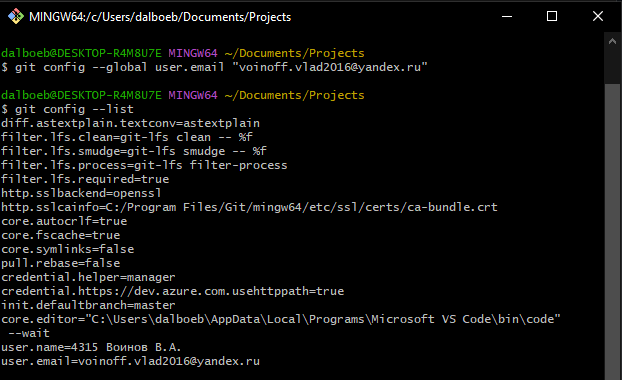 MINGW64:/c/Users/dalboeb/Documents/Projects
dalboeb@DESKTOP-R4M8U7E MINGW64 ~/Documents/Projects
$ git config --global user.email "voinoff.vlad2016@yandex.ru"
dalboeb@DESKTOP-R4M8U7E MINGW64 ~/Documents/Projects
$ git config --list
diff.astextplain.textconv=astextplain
filter.lfs.clean=git-lfs clean -- %f
filter.lfs.smudge=git-lfs smudge -- %f
filter.lfs.process=git-lfs filter-process
filter.lfs.required=true
http.sslbackend=openssl
http.sslcainfo=C:/Program Files/Git/mingw64/etc/ssl/certs/ca-bundle.crt
core.autocrlf=true
core.fscache=true
core.symlinks=false
pull.rebase=false
credential.helper=manager
credential.https://dev.azure.com.usehttppath=true
init.defaultbranch=master
core.editor="C:\Users\dalboeb\AppData\Local\Programs\Microsoft VS Code\bin\code"
 --wait
user.name=4315 Воинов В.А.
user.email=voinoff.vlad2016@yandex.ru